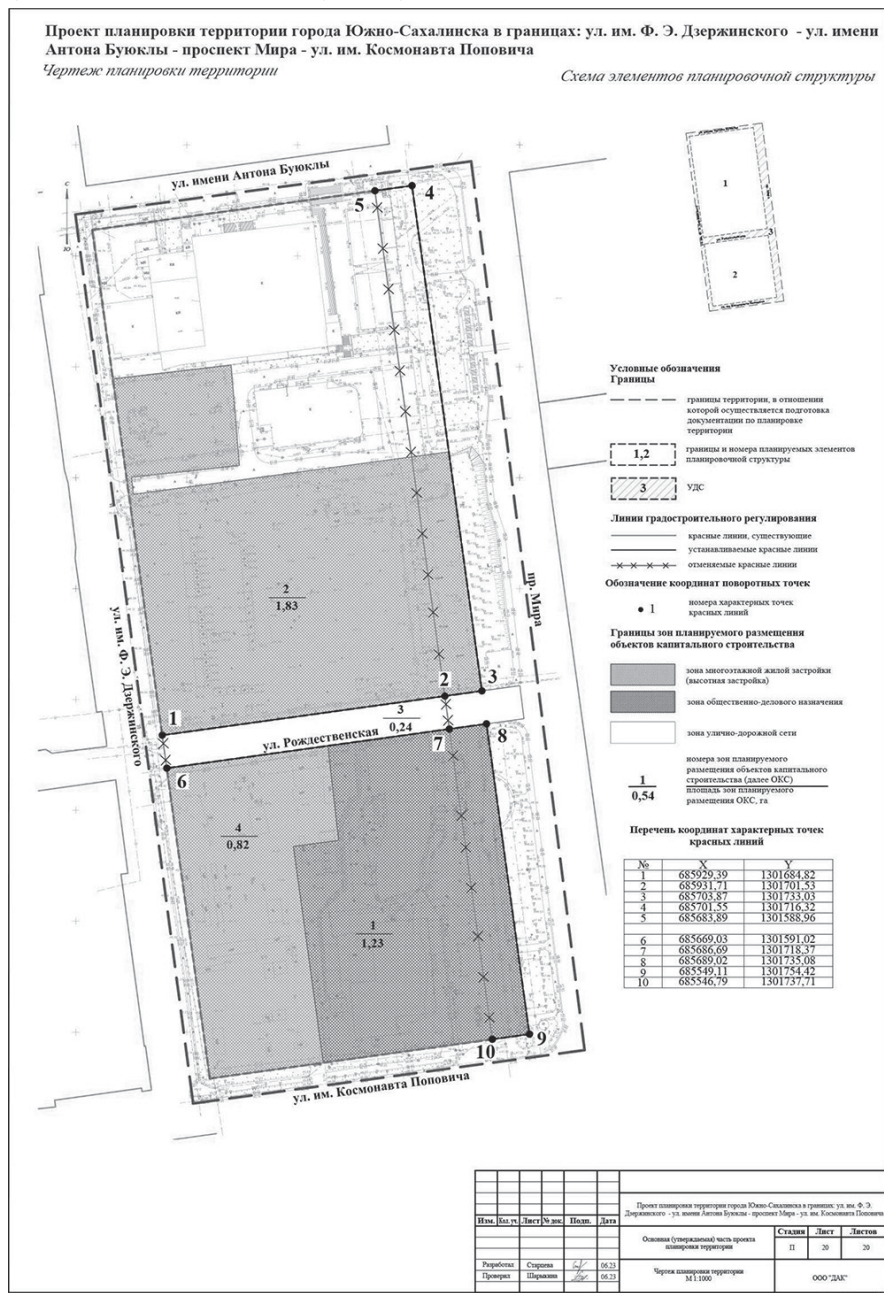 Проект планировки территории города Южно-Сахалинска в границах: ул. им. Ф. Э. Дзержинского - ул. имени
Антона Буюклы - проспект Мира - ул. им. Космонавта Поповича
Чертеж планировки территории
Схема элементов планировочной структуры
ул. имени Антона Буюклы
5
4
с
ю
1
3
2
Условные обозначения
Границы
границы территории, в отношении
которой осуществляется подготовка
документации по планировке
территории
1,2
границы и номера планируемых элементов
планировочной структуры
3
УДС
Линии градостроительного регулирования
красные линии, существующие
устанавливаемые красные линии
отменяемые красные линии
Обозначение координат поворотных точек
1
номера характерных точек
красных линий
Границы зон планируемого размещения
объектов капитального строительства
зона многоэтажной жилой застройки
(высотная застройка)
зона общественно-делового назначения
зона улично-дорожной сети
1
0,54
номера зон планируемого
размещения объектов капитального
строительства (далее ОКС)
площадь зон планируемого
размещения ОКС, га
2
1,83
пр. Мира
ул. им. Ф. Э. Дзержинского
1
2
3
3
0,24
ул. Рождественская
6
7
8
4
0,82
1
1,23
9
10
ул. им. Космонавта Поповича
Перечень координат характерных точек
красных линий
№ X Y
1 685929,39 1301684,82
2 685931,71 1301701,53
3 685703,87 1301733,03
4 685701,55 1301716,32
5 685683,89 1301588,96
6 685669,03 1301591,02
7 685686,69 1301718,37
8 685689,02 1301735,08
9 685549,11 1301754,42
10 685546,79 1301737,71
Проект планировки территории города Южно-Сахалинска в границах: ул. им. Ф. Э.
Дзержинского - ул. имени Антона Буюклы - проспект Мира - ул. им. Космонавта Поповича
Изм. Кол. уч. Лист № док. Подп. Дата
Основная (утверждаемая) часть проекта
планировки территории
Стадия Лист Листов
П 20 20
Разработал Старцева 06.23
Проверил Шарыкина 06.23
Чертеж планировки территории
М 1:1000
ООО "ДАК"